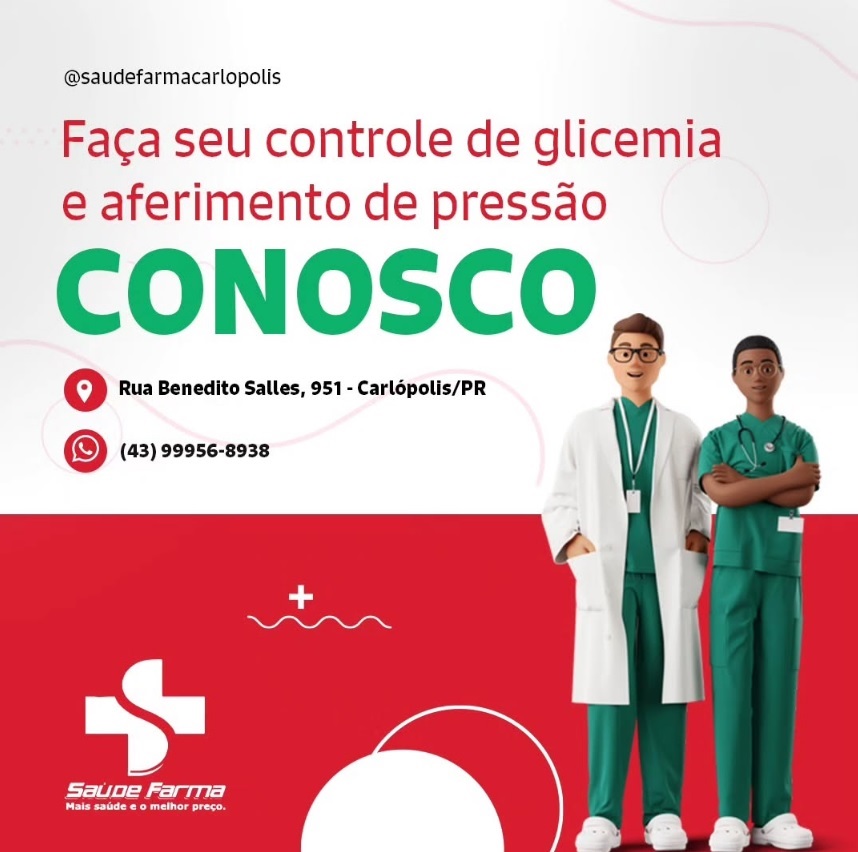 @saudefarmacarlopolis
Faça seu controle de glicemia
e aferimento de pressão
CONOSCO
Rua Benedito Salles, 951 - Carlópolis/PR
(43) 99956-8938
Saúde Farma
Mais saúde e o melhor preço.